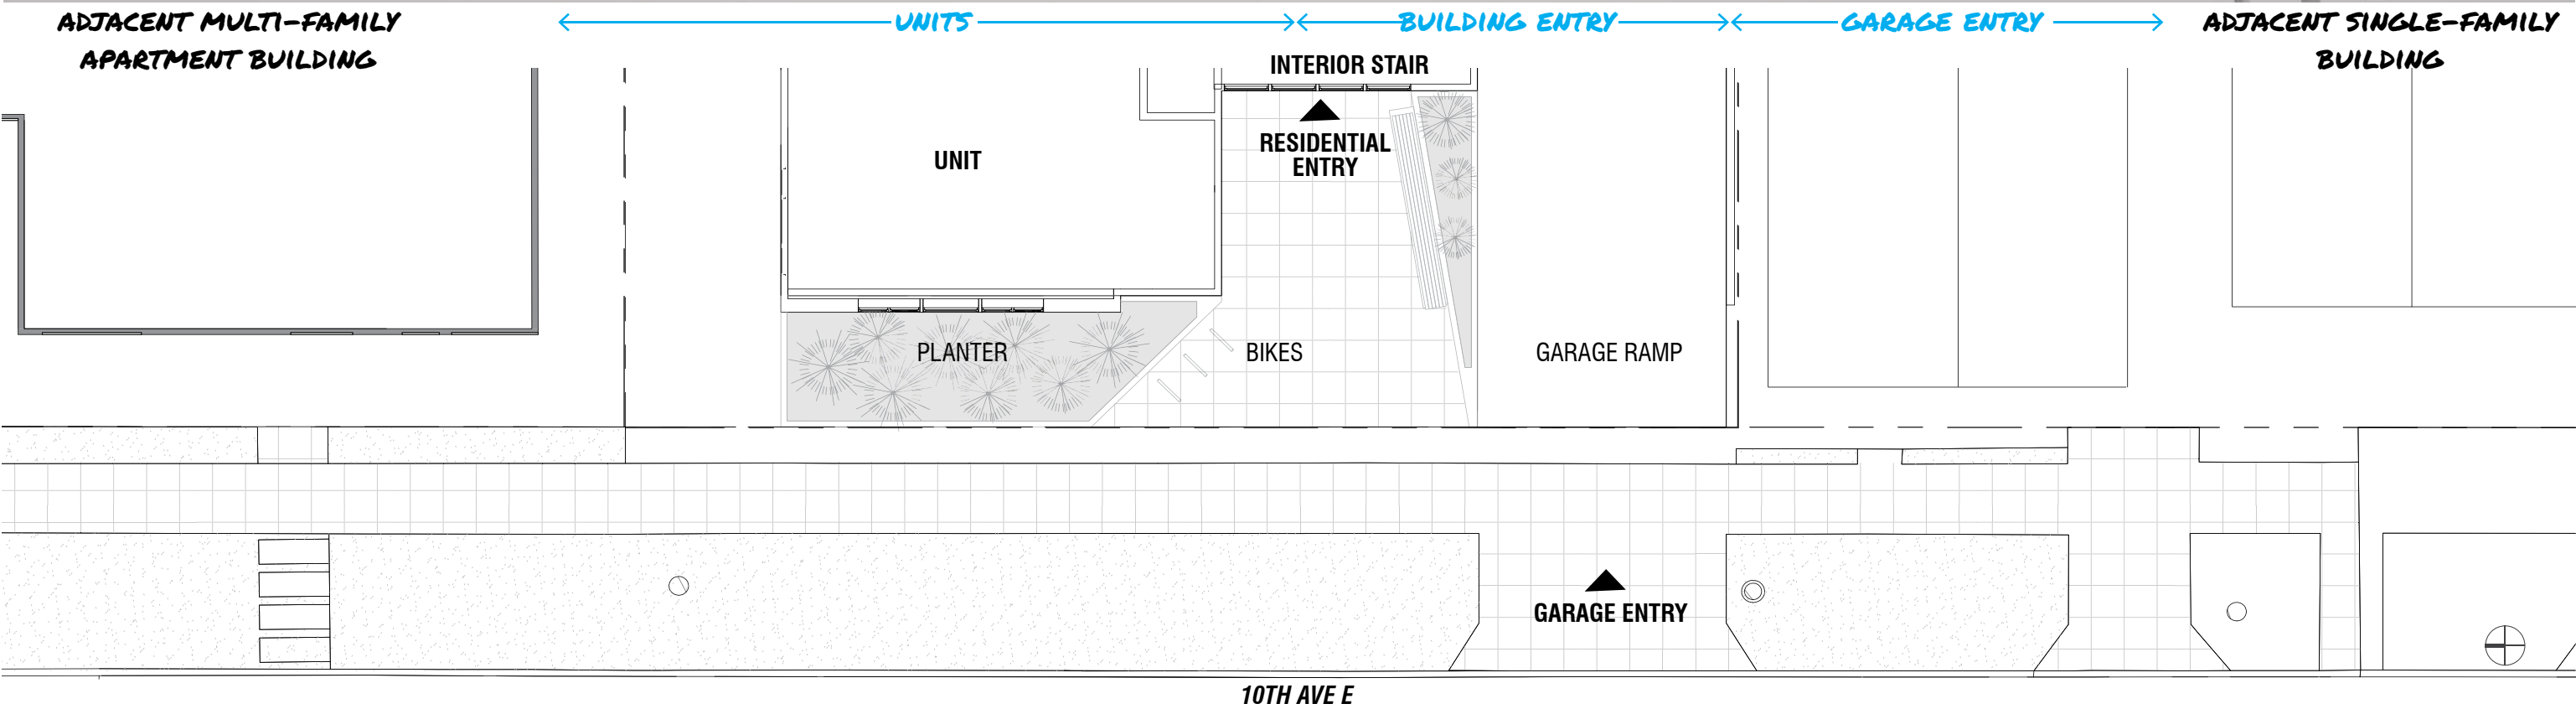 ADJACENT MULTI-FAMILY
APARTMENT BUILDING
UNITS
BUILDING ENTRY
GARAGE ENTRY
ADJACENT SINGLE-FAMILY
BUILDING
INTERIOR STAIR
RESIDENTIAL
ENTRY
UNIT
PLANTER
BIKES
GARAGE RAMP
GARAGE ENTRY
10TH AVE E